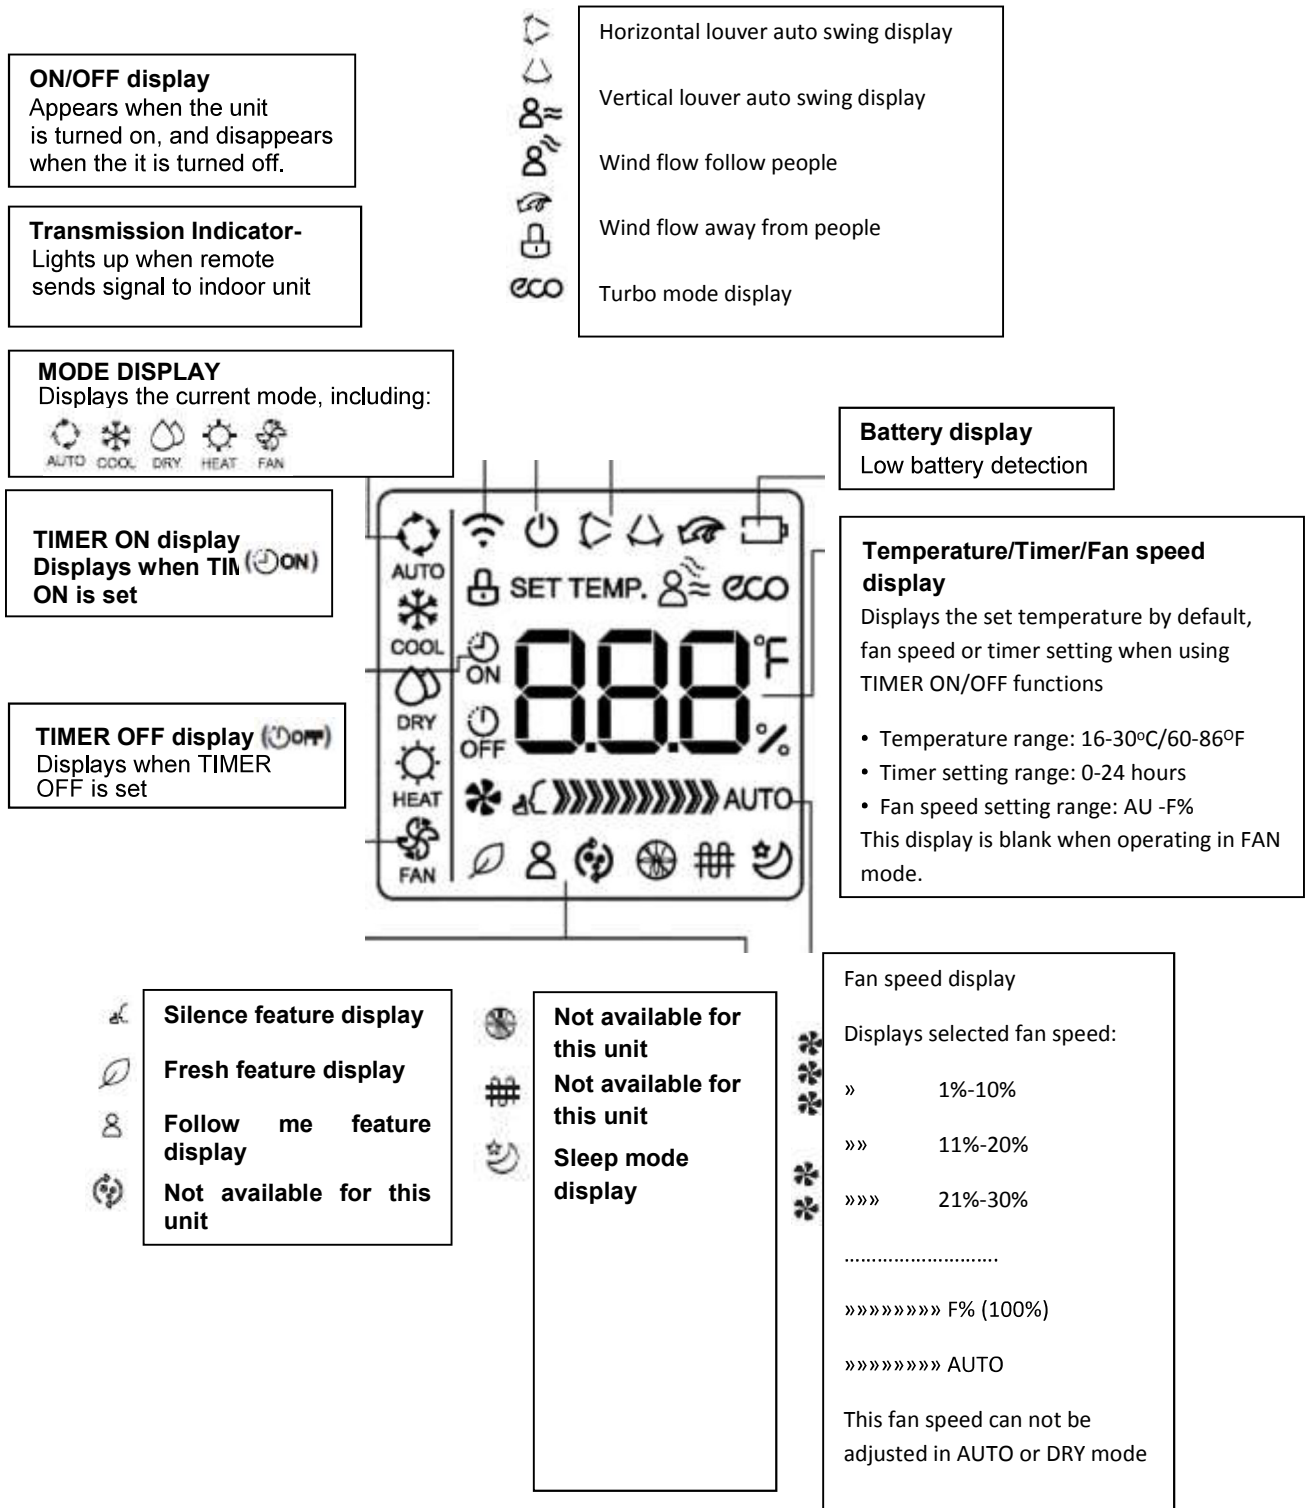 Horizontal louver auto swing display
Vertical louver auto swing display
Wind flow follow people
Wind flow away from people
eco
Turbo mode display
ON/OFF display
Appears when the unit
is turned on, and disappears
when the it is turned off.
Transmission Indicator-
Lights up when remote
sends signal to indoor unit
MODE DISPLAY
Displays the current mode, including:
AUTO COOL DRY HEAT FAN
TIMER ON display
Displays when TIM (ON)
ON is set
TIMER OFF display (OFF)
Displays when TIMER
OFF is set
AUTO
COOL
DRY
HEAT
FAN
SET TEMP. eco
ON
8.8.8 °F
OFF
%
AUTO
Battery display
Low battery detection
Temperature/Timer/Fan speed
display
Displays the set temperature by default,
fan speed or timer setting when using
TIMER ON/OFF functions
• Temperature range: 16-30ºC/60-86ᴼF
• Timer setting range: 0-24 hours
• Fan speed setting range: AU -F%
This display is blank when operating in FAN
mode.
Silence feature display
Fresh feature display
Follow me feature
display
Not available for this
unit
Not available for
this unit
Not available for
this unit
Sleep mode
display
Fan speed display
Displays selected fan speed:
» 1%-10%
»» 11%-20%
»»» 21%-30%
............................
»»»»»»»» F% (100%)
»»»»»»»» AUTO
This fan speed can not be
adjusted in AUTO or DRY mode